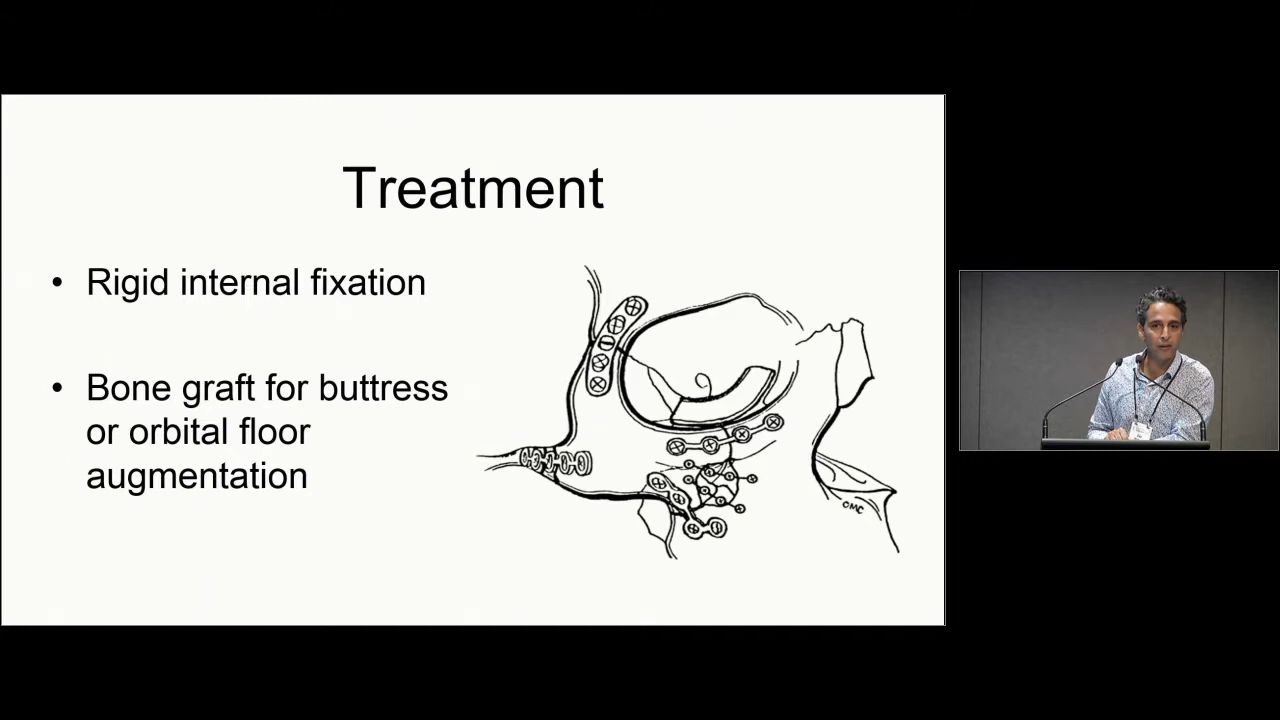 Treatment
• Rigid internal fixation
• Bone graft for buttress
or orbital floor
augmentation
OMC